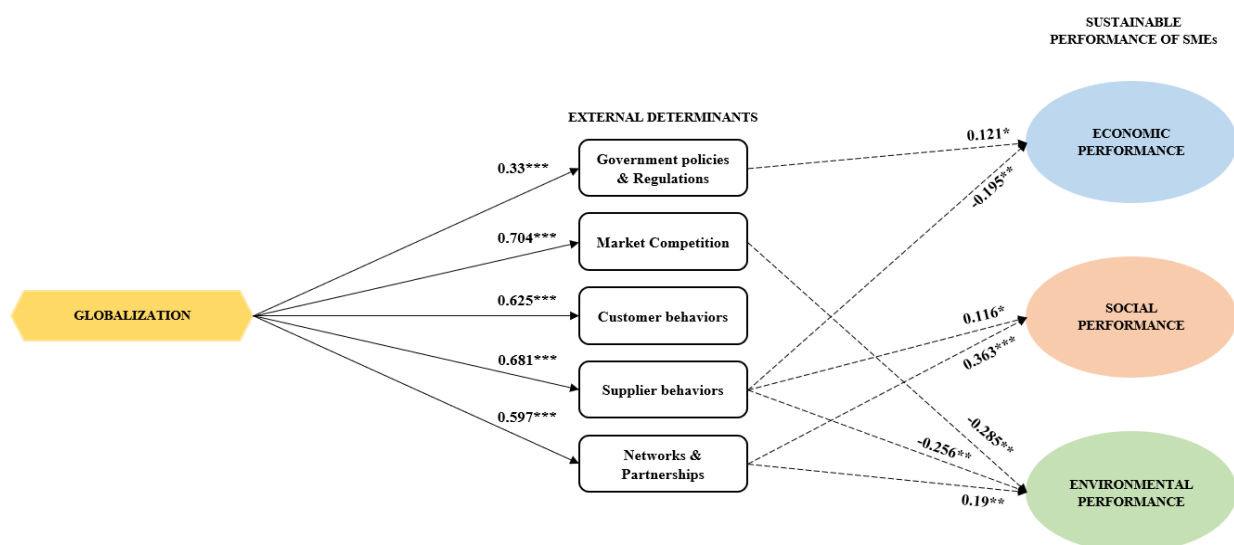 SUSTAINABLE
PERFORMANCE OF SMEs
EXTERNAL DETERMINANTS
GLOBALIZATION
0.33***
0.704***
0.625***
0.681***
0.597***
Government policies
& Regulations
Market Competition
Customer behaviors
Supplier behaviors
Networks &
Partnerships
0.121*
-0.195**
0.116*
0.363***
-0.285**
-0.256**
0.19**
ECONOMIC
PERFORMANCE
SOCIAL
PERFORMANCE
ENVIRONMENTAL
PERFORMANCE